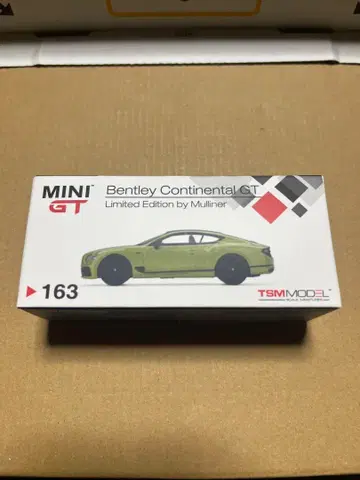 MINI
GT
Bentley Continental GT
Limited Edition by Mulliner
163
TSMMODEL